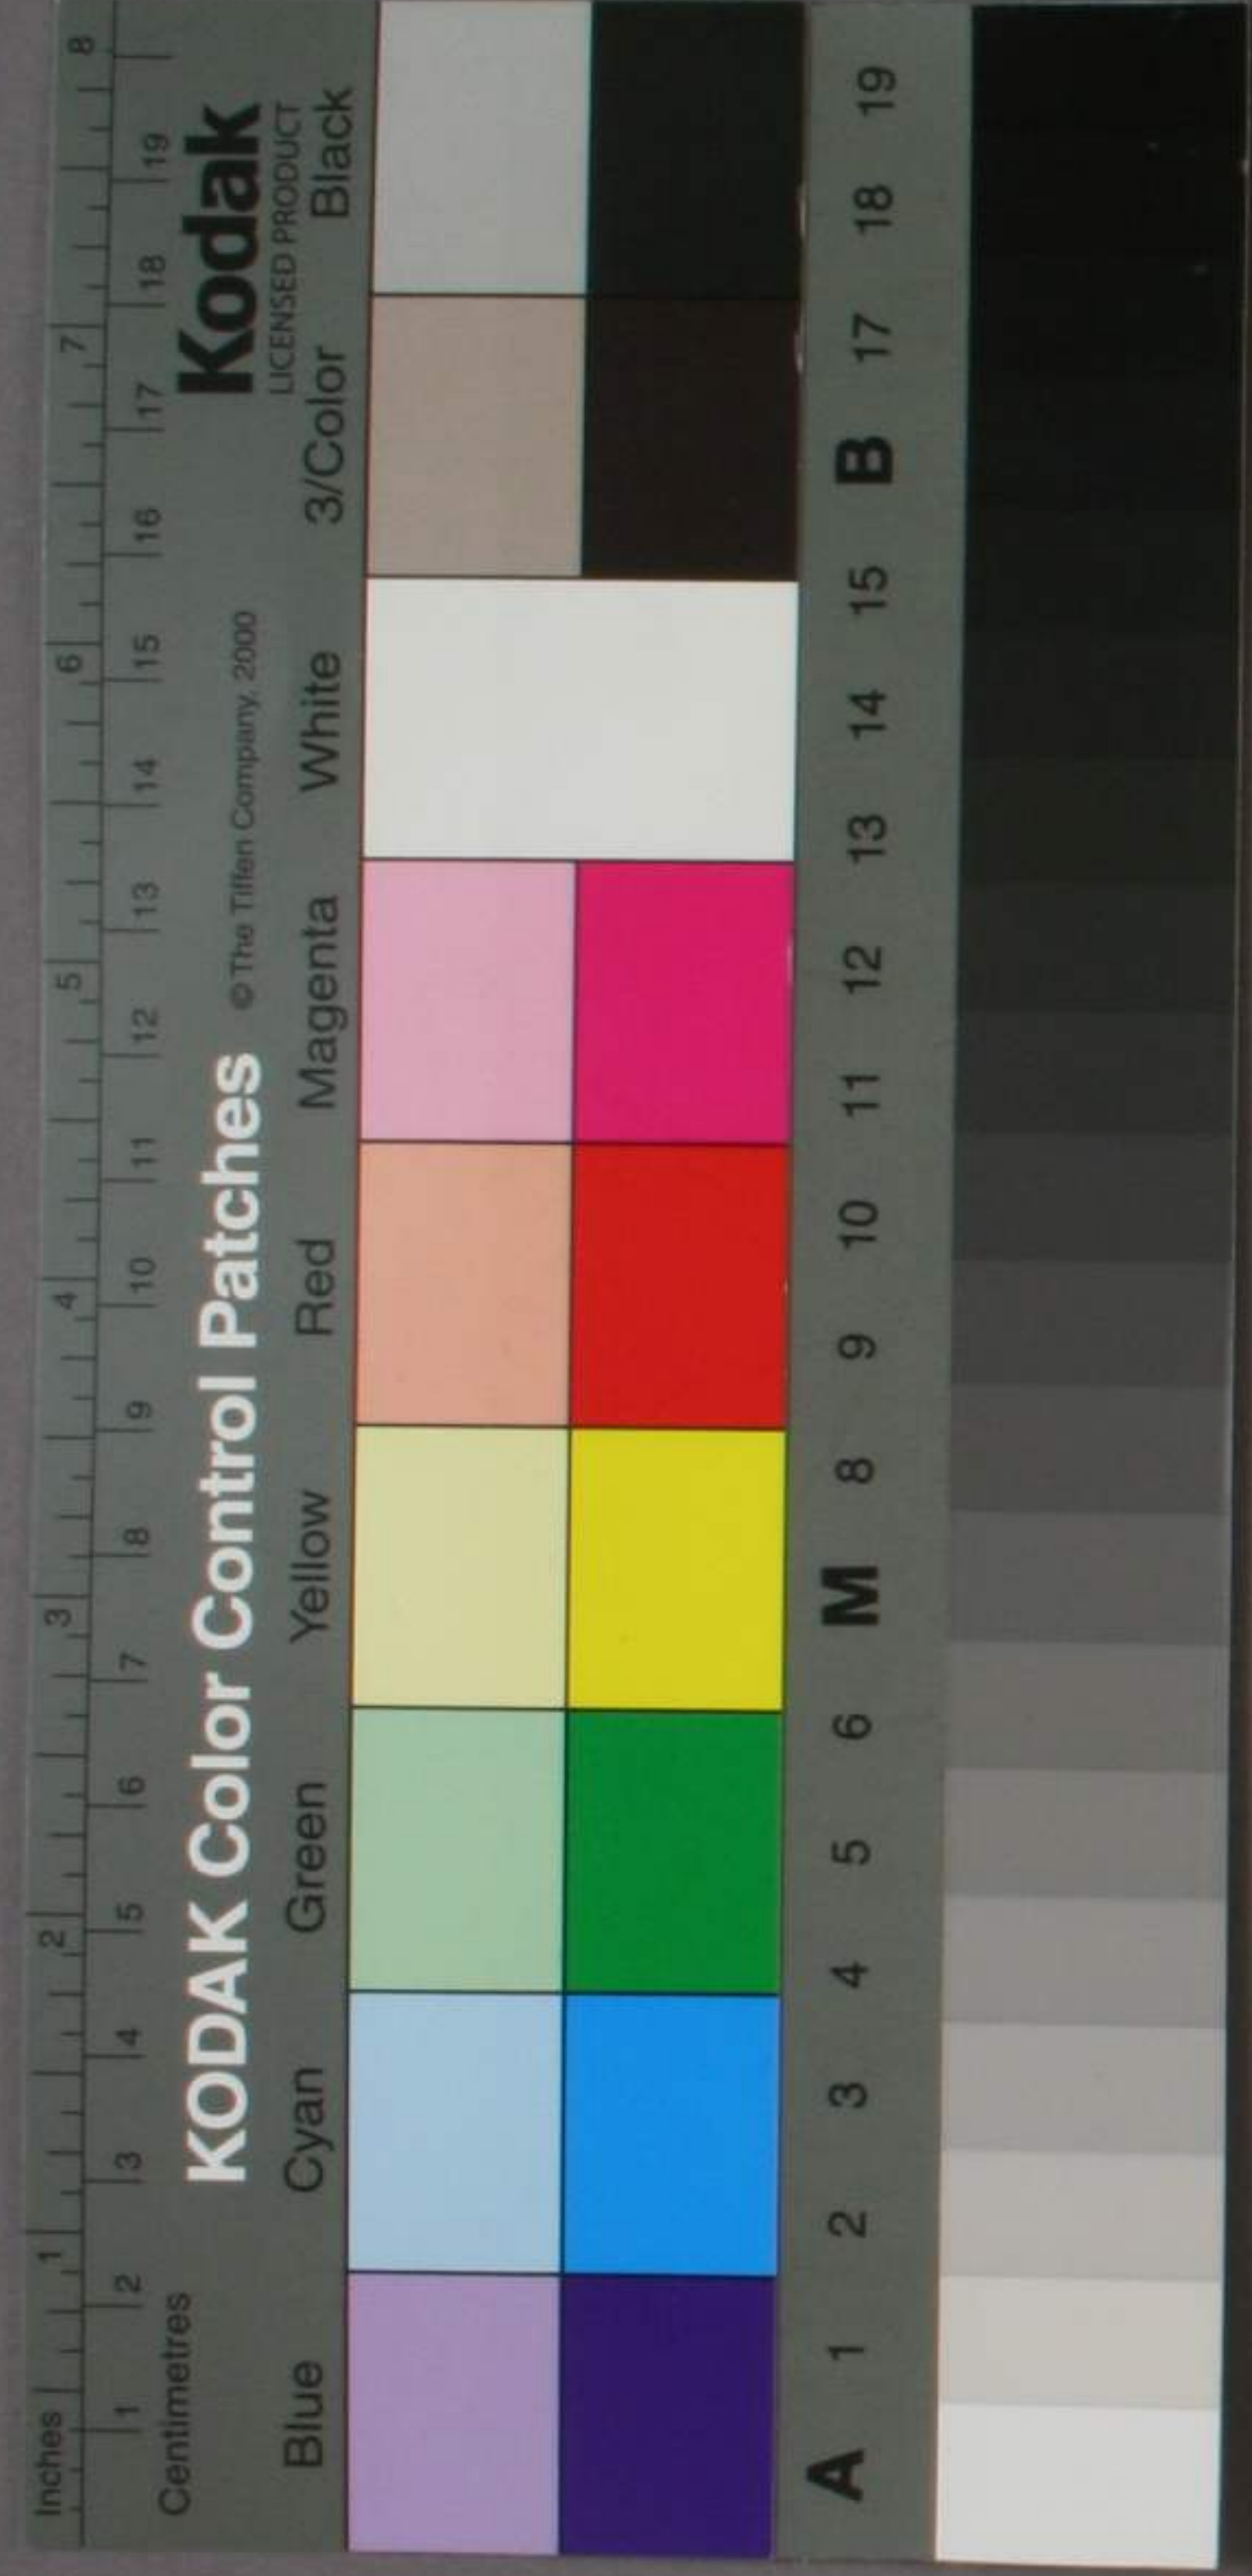 Inches 1 2 3 4 5 6 7 8
Centimetres 1 2 3 4 5 6 7 8 9 10 11 12 13 14 15 16 17 18 19
KODAK Color Control Patches © The Tiffen Company, 2000 Kodak
LICENSED PRODUCT
Blue Cyan Green Yellow Red Magenta White 3/Color Black
A 1 2 3 4 5 6 M 8 9 10 11 12 13 14 15 B 17 18 19